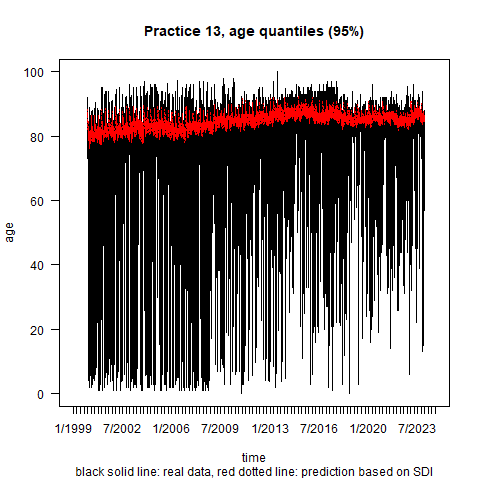 Practice 13, age quantiles (95%)
age
100
80
60
40
20
0
1/1999 7/2002 1/2006 7/2009 1/2013 7/2016 1/2020 7/2023
time
black solid line: real data, red dotted line: prediction based on SDI